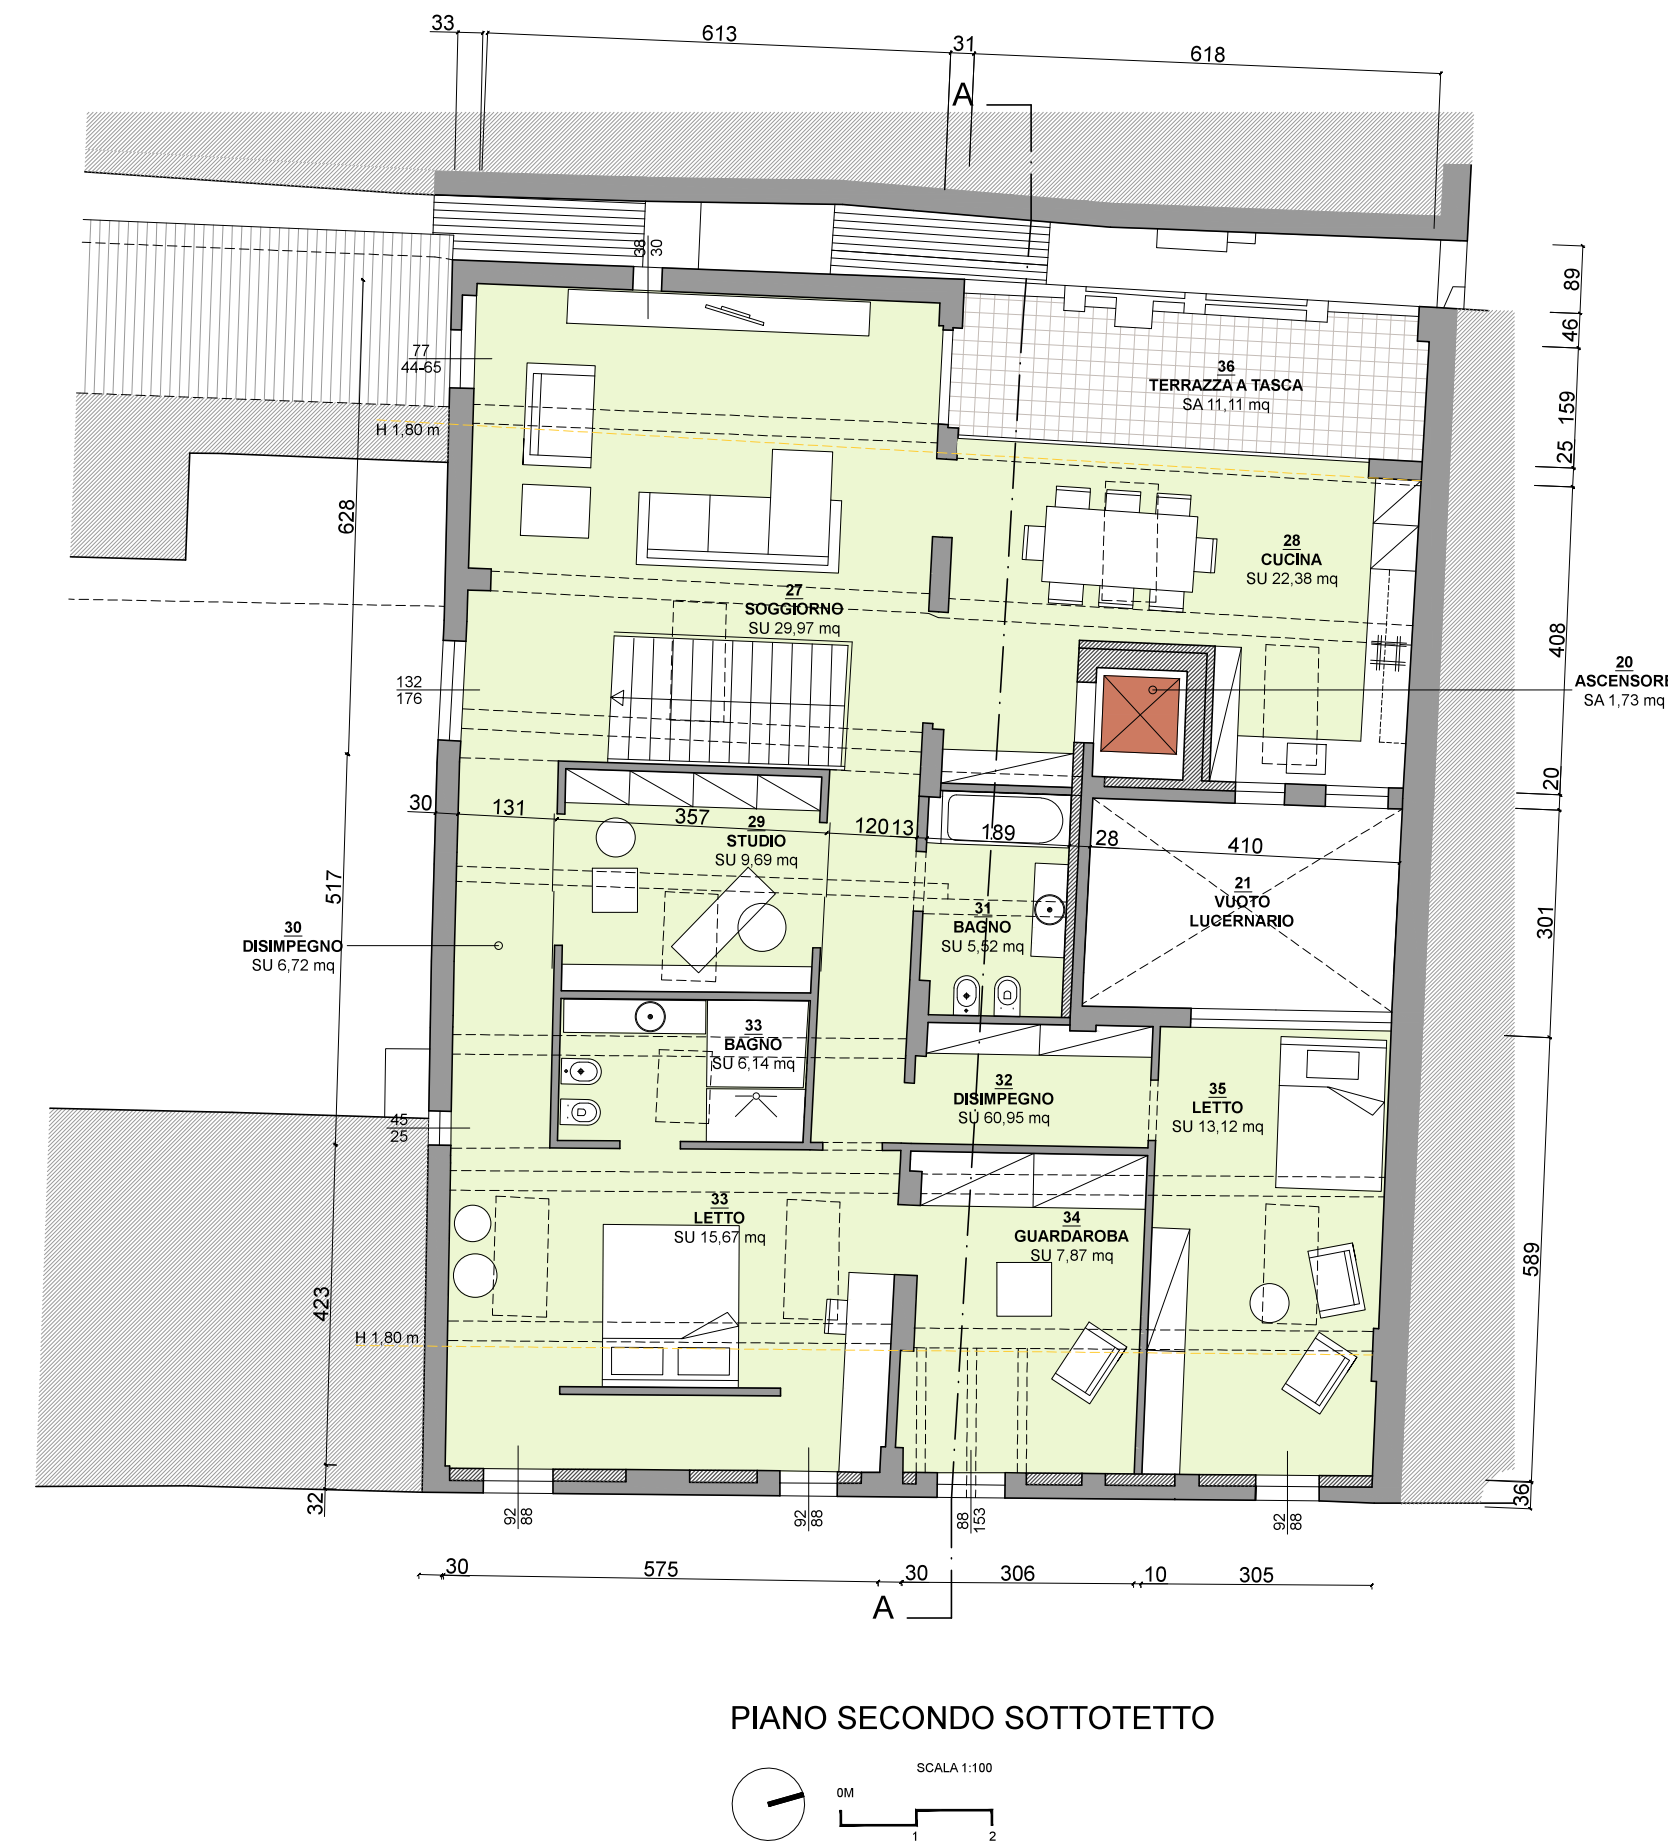 33
613
31
618
A
38
30
89
46
159
25
408
20
301
589
36
77
44-65
H 1,80 m
36
TERRAZZA A TASCA
SA 11,11 mq
628
28
CUCINA
SU 22,38 mq
27
SOGGIORNO
SU 29,97 mq
132
176
20
ASCENSORE
SA 1,73 mq
30
131
357
120
13
189
28
410
29
STUDIO
SU 9,69 mq
517
30
DISIMPEGNO
SU 6,72 mq
31
BAGNO
SU 5,52 mq
21
VUOTO
LUCERNARIO
33
BAGNO
SU 6,14 mq
32
DISIMPEGNO
SU 60,95 mq
35
LETTO
SU 13,12 mq
45
25
33
LETTO
SU 15,67 mq
34
GUARDAROBA
SU 7,87 mq
423
H 1,80 m
32
92
88
92
88
88
153
92
88
30
575
30
306
10
305
A
PIANO SECONDO SOTTOTETTO
SCALA 1:100
0M
1
2